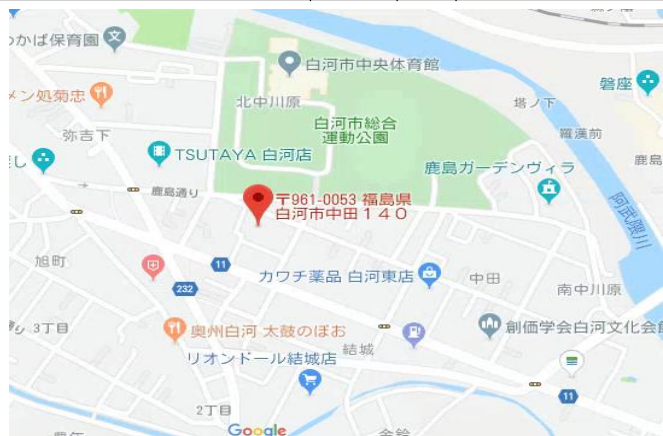 わかば保育園
白河市中央体育館
磐座
メン処菊忠
北中川原
塔ノ下
弥吉下
白河市総合
運動公園
羅漢前
TSUTAYA 白河店
鹿島ガーデンヴィラ
鹿島
鹿島通り
〒961-0053 福島県
白河市中田１４０
阿武隈川
旭町
11
カワチ薬品 白河東店
中田
南中川原
232
3丁目
奥州白河 太鼓のぼお
創価学会白河文化会館
結城
リオンドール結城店
11
2丁目
Google